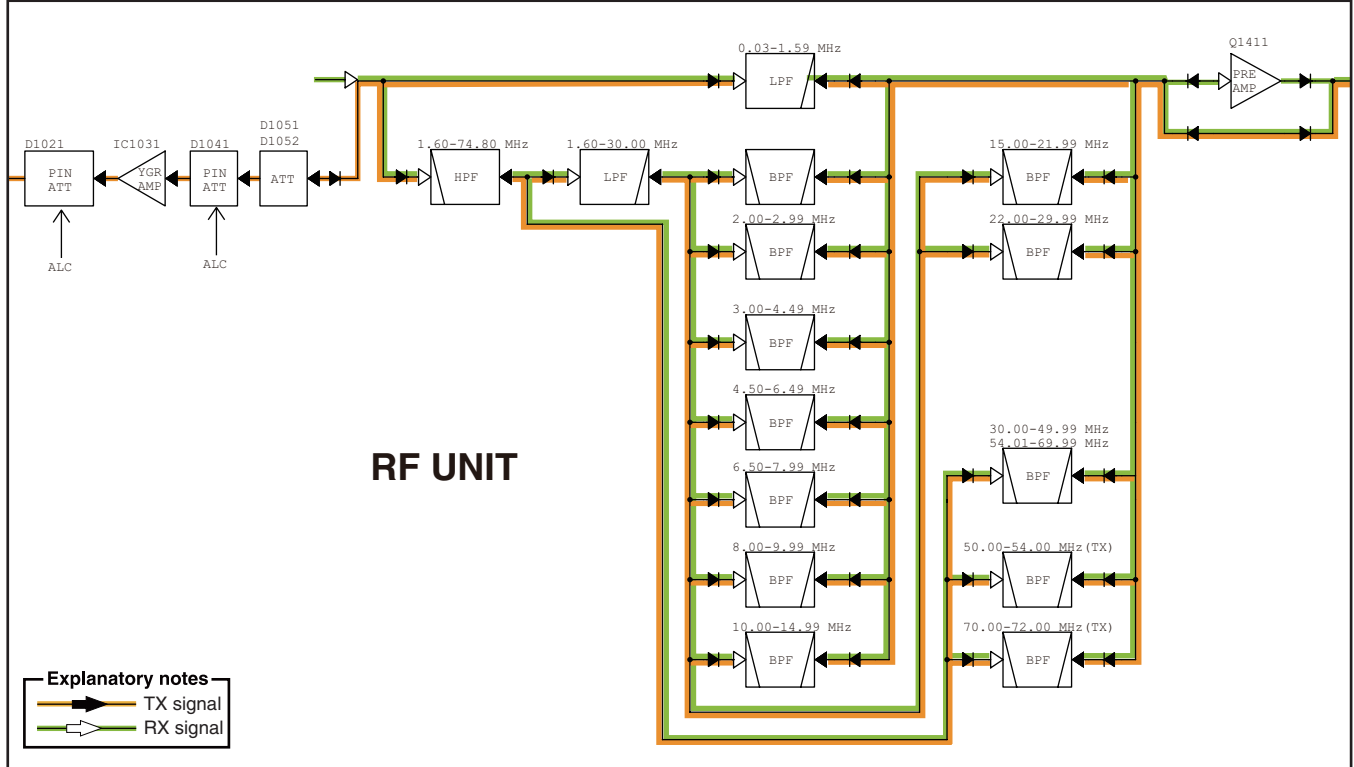 0.03-1.59 MHz
LPF
Q1411
PRE
AMP
D1021
PIN
ATT
ALC
IC1031
YGR
AMP
D1041
PIN
ATT
ALC
D1051
D1052
ATT
1.60-74.80 MHz
HPF
1.60-30.00 MHz
LPF
BPF
2.00-2.99 MHz
BPF
3.00-4.49 MHz
BPF
4.50-6.49 MHz
BPF
6.50-7.99 MHz
BPF
8.00-9.99 MHz
BPF
10.00-14.99 MHz
BPF
15.00-21.99 MHz
BPF
22.00-29.99 MHz
BPF
30.00-49.99 MHz
54.01-69.99 MHz
BPF
50.00-54.00 MHz(TX)
BPF
70.00-72.00 MHz(TX)
BPF
RF UNIT
Explanatory notes
TX signal
RX signal